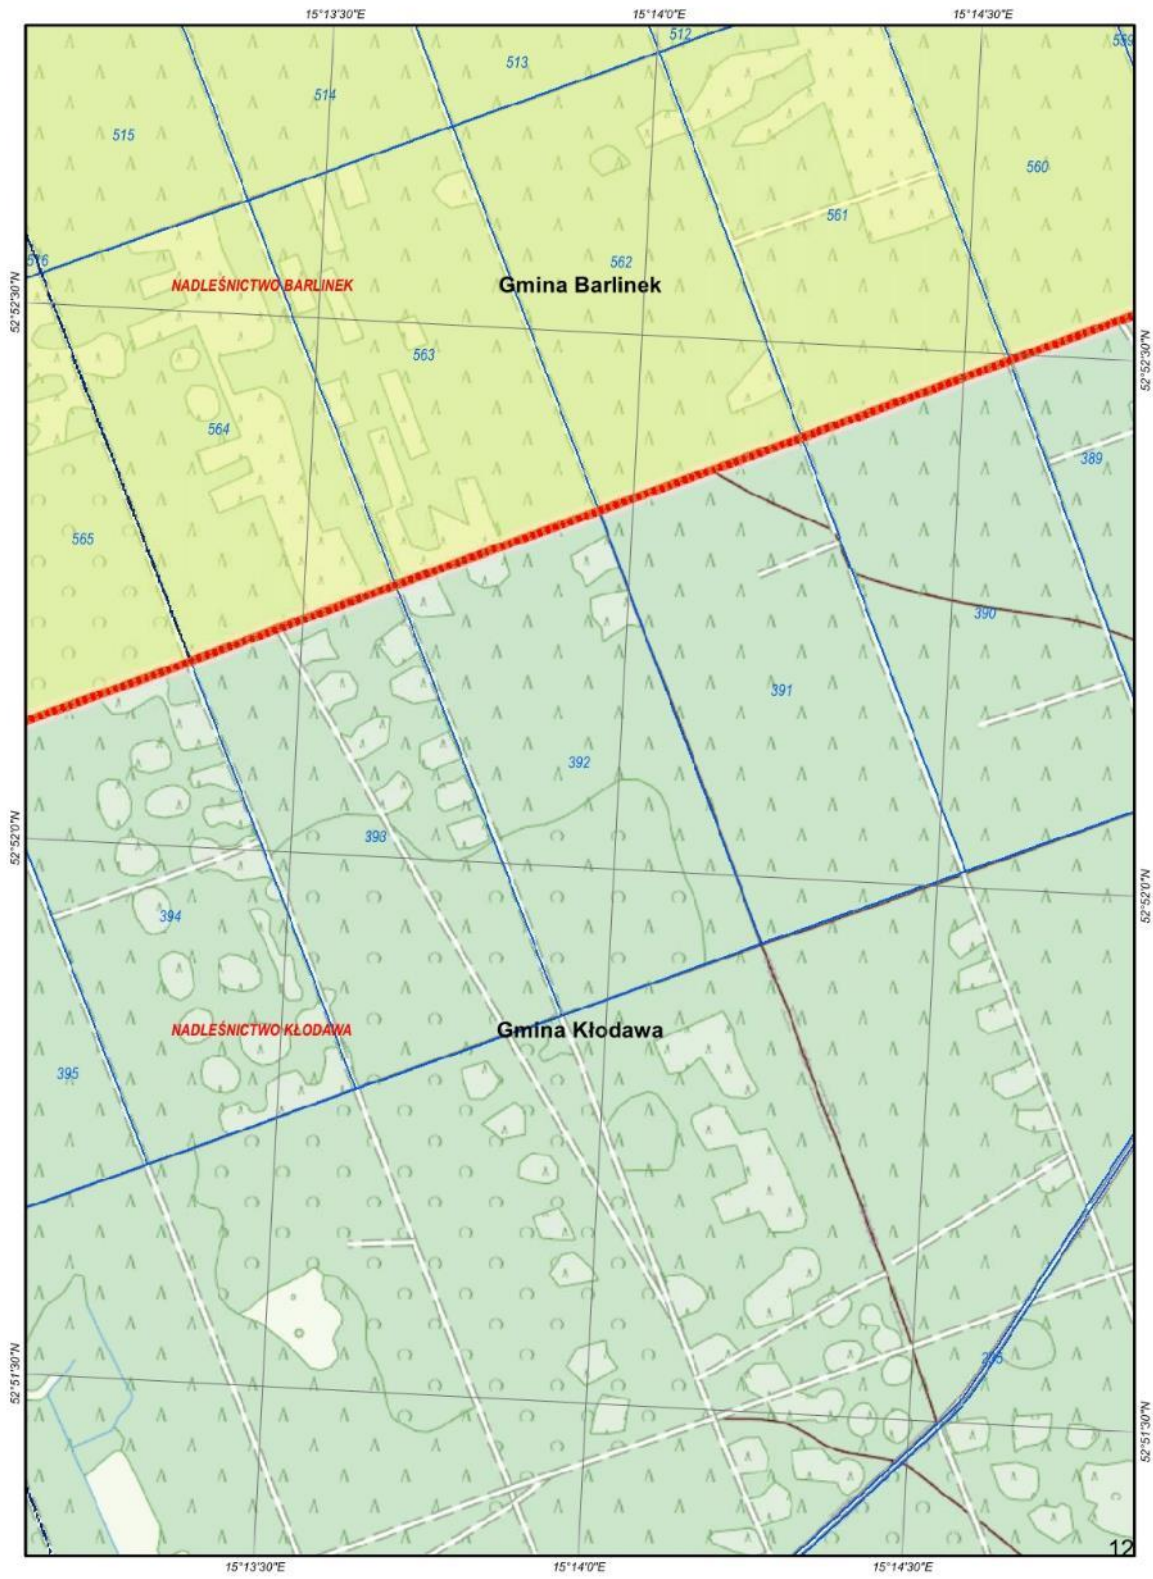 15°13'30"E
15°14'0"E
15°14'30"E
512
559
513
514
515
560
561
516
562
NADLEŚNICTWO BARLINEK
Gmina Barlinek
52°52'30"N
52°52'30"N
563
564
389
565
390
391
392
52°52'0"N
393
52°52'0"N
394
NADLEŚNICTWO KŁODAWA
Gmina Kłodawa
395
52°51'30"N
52°51'30"N
12
15°13'30"E
15°14'0"E
15°14'30"E